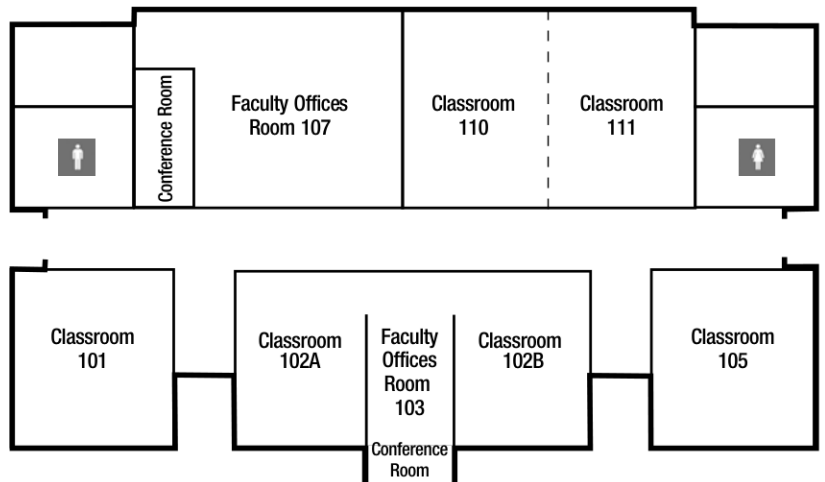 Conference Room
Faculty Offices
Room 107
Classroom
110
Classroom
111
Classroom
101
Classroom
102A
Faculty
Offices
Room
103
Conference
Room
Classroom
102B
Classroom
105